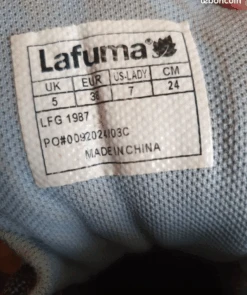 Lafuma
UK EUR US-LADY CM
5 7 24
LFG 1987
MADE IN CHINA